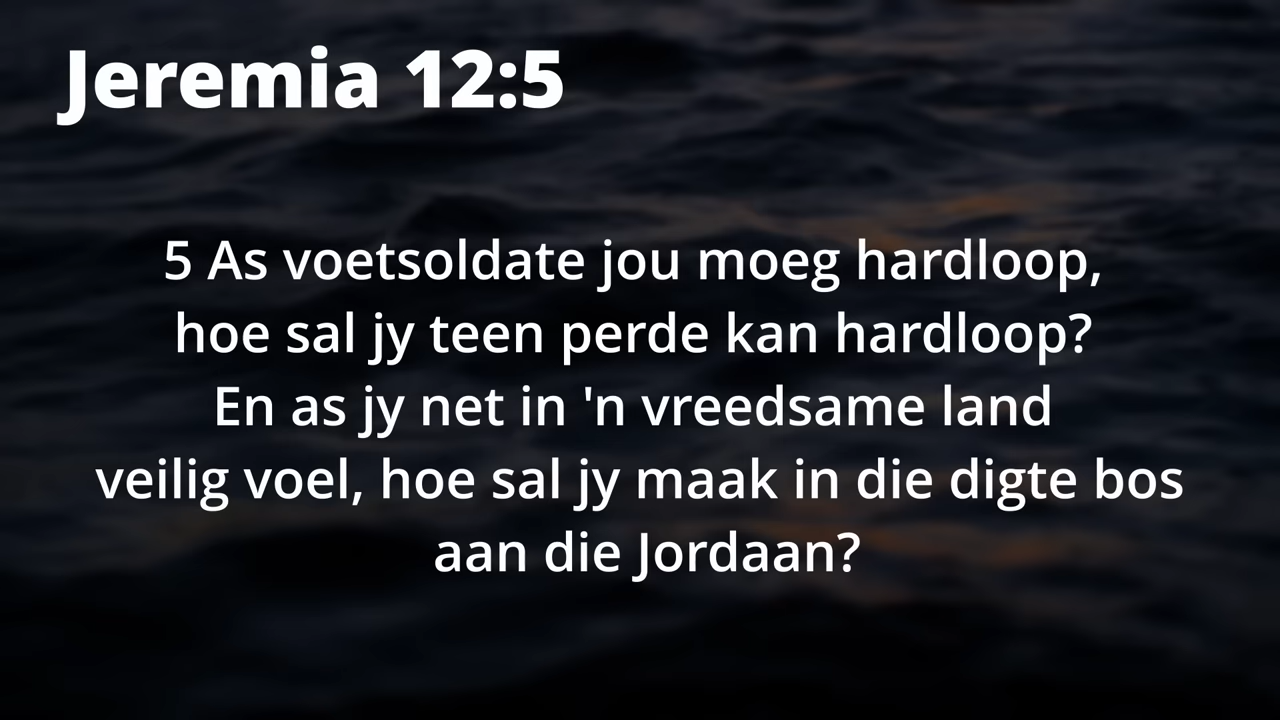 Jeremia 12:5
5 As voetsoldate jou moeg hardloop,
hoe sal jy teen perde kan hardloop?
En as jy net in 'n vreedsame land
veilig voel, hoe sal jy maak in die digte bos
aan die Jordaan?